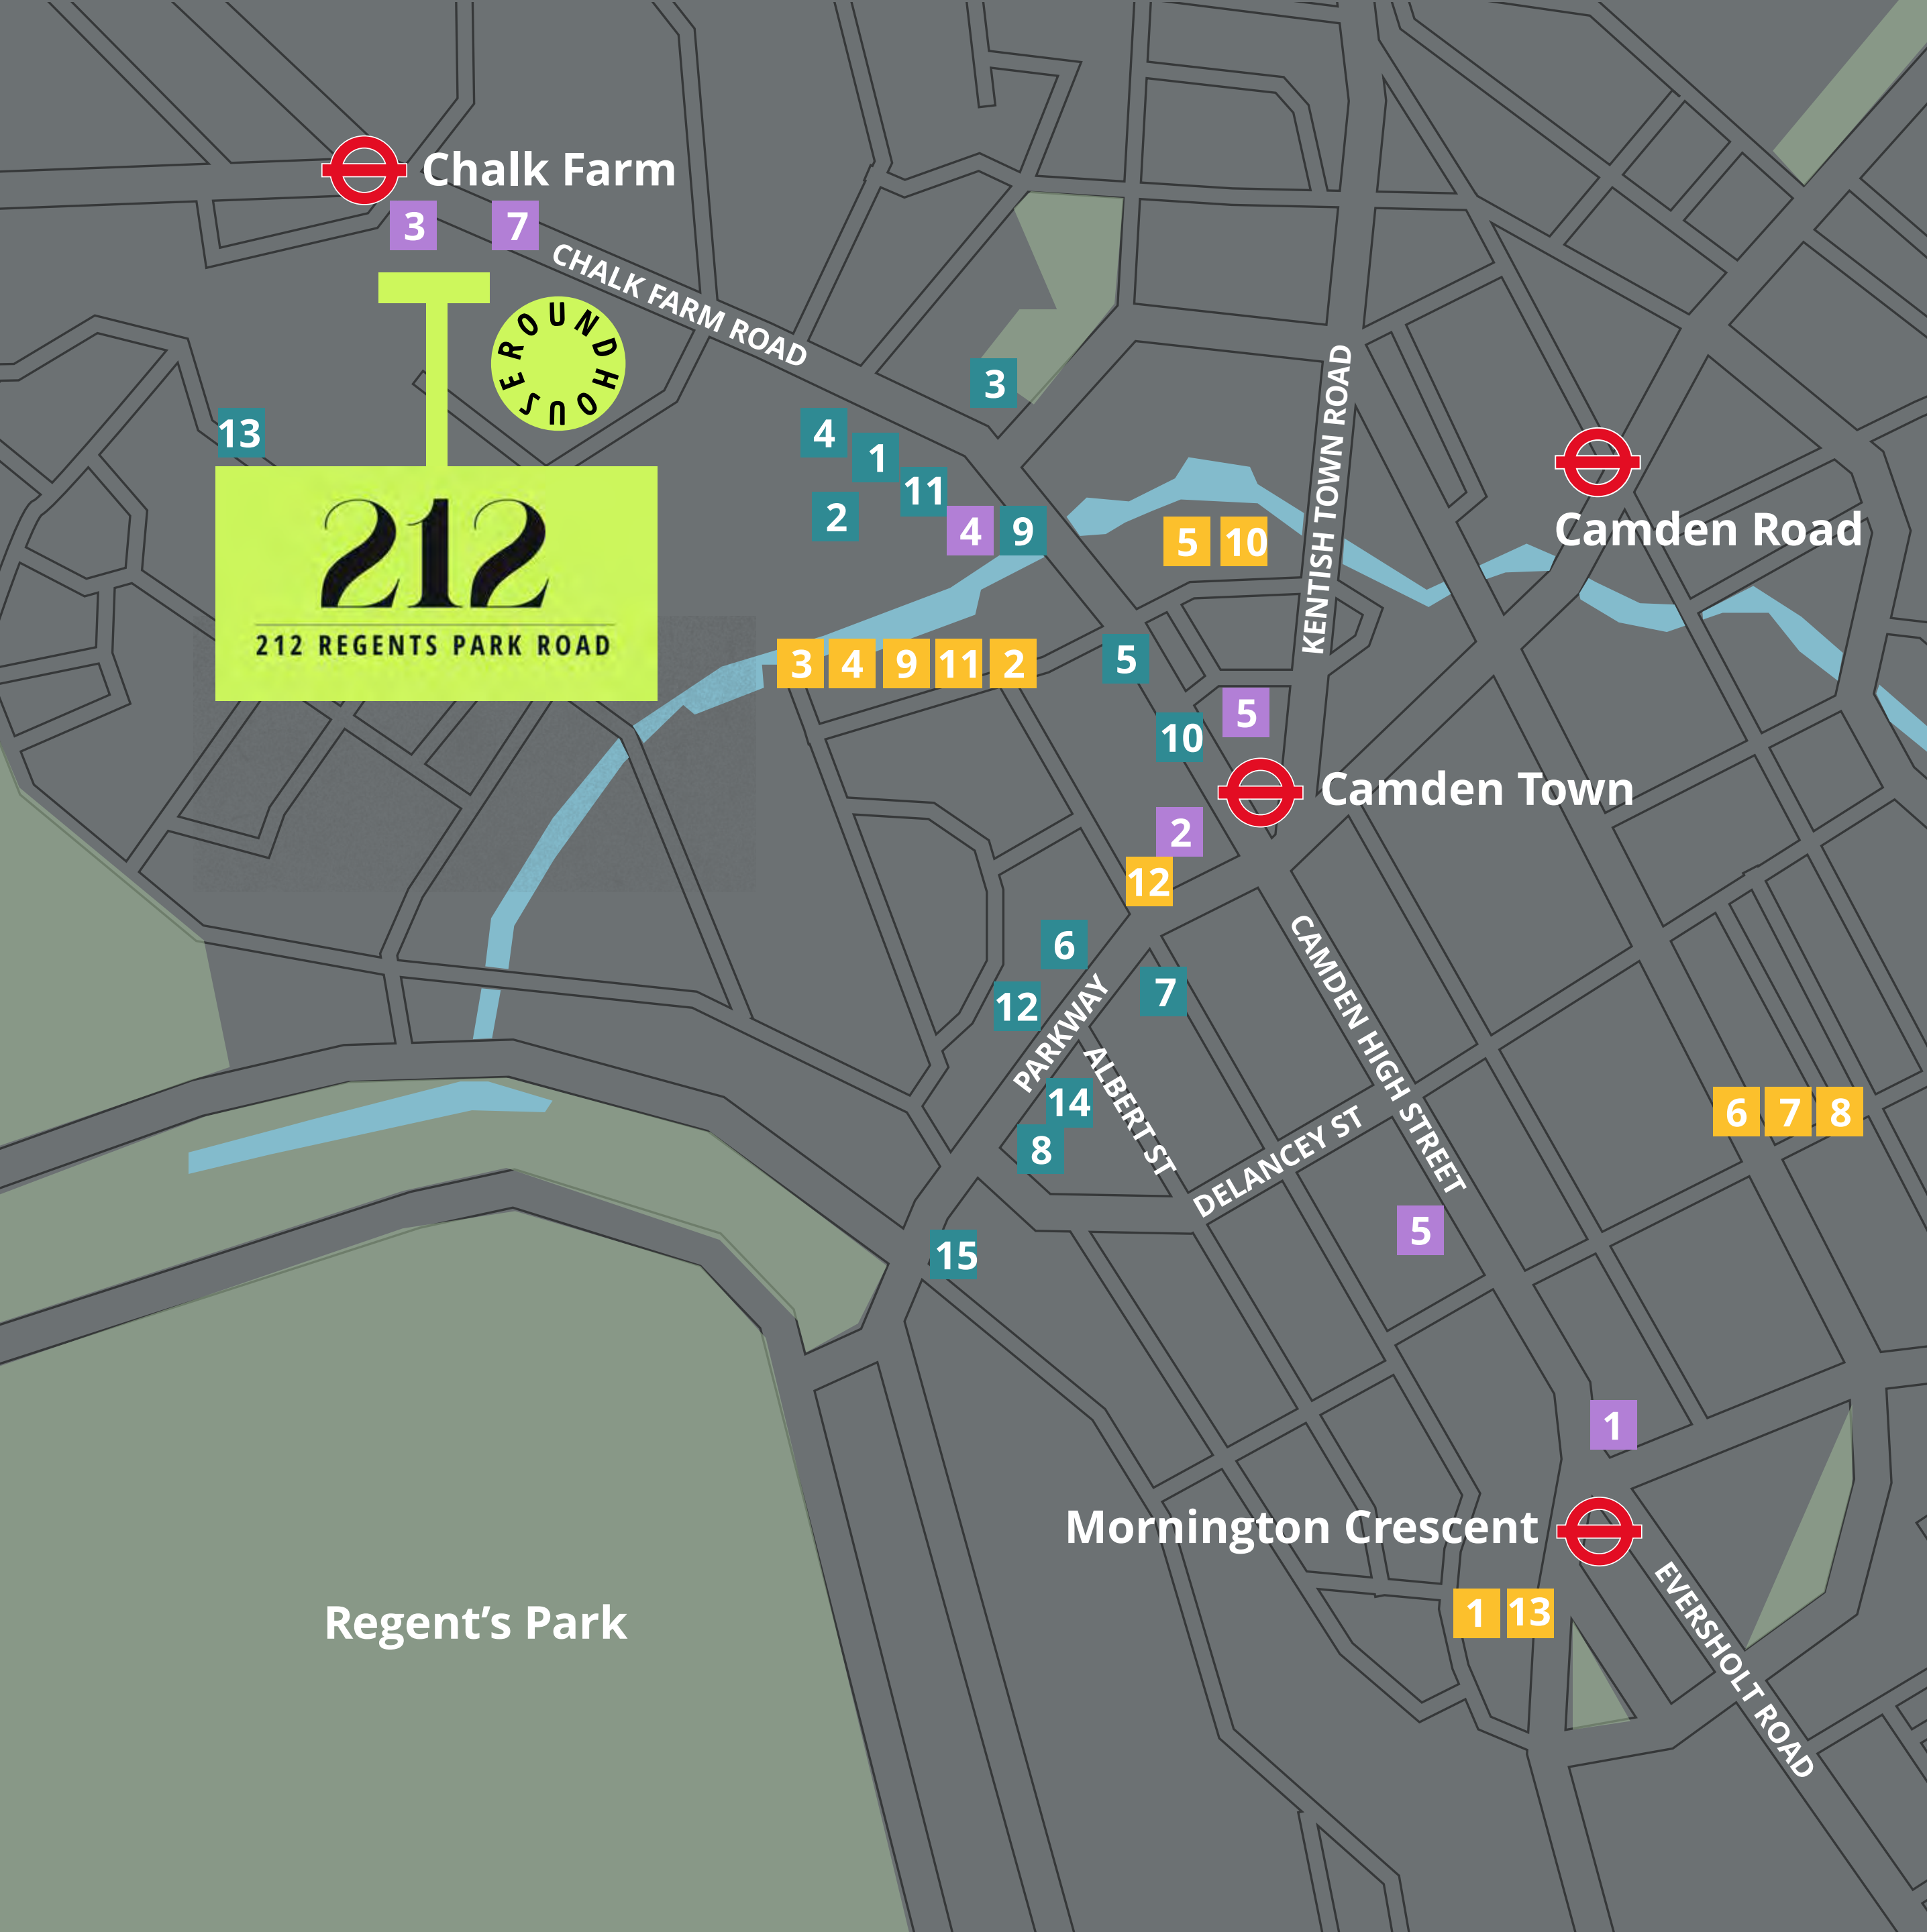 Chalk Farm
3
7
CHALK FARM ROAD
ROUNDHOUSE
3
KENTISH TOWN ROAD
4
13
1
11
2
4
9
Camden Road
5
10
212
212 REGENTS PARK ROAD
3
4
9
11
2
5
5
10
Camden Town
2
12
6
7
12
PARKWAY
CAMDEN HIGH STREET
ALBERT ST
14
8
DELANCEY ST
6
7
8
5
15
1
Mornington Crescent
1
13
Regent’s Park
EVERSHOLT ROAD